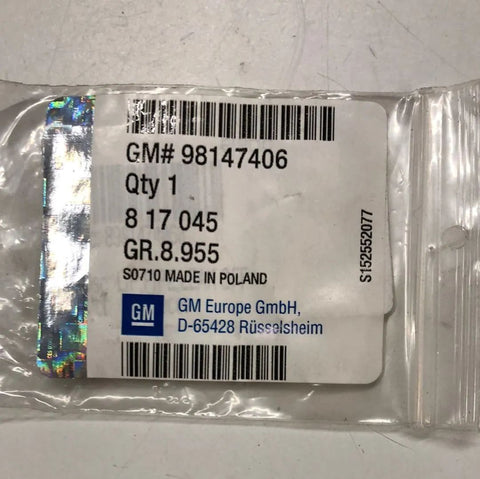 GM# 98147406
Qty 1
8 17 045
GR.8.955
S0710 MADE IN POLAND
GM
GM Europe GmbH,
D-65428 Rüsselsheim
S152552077